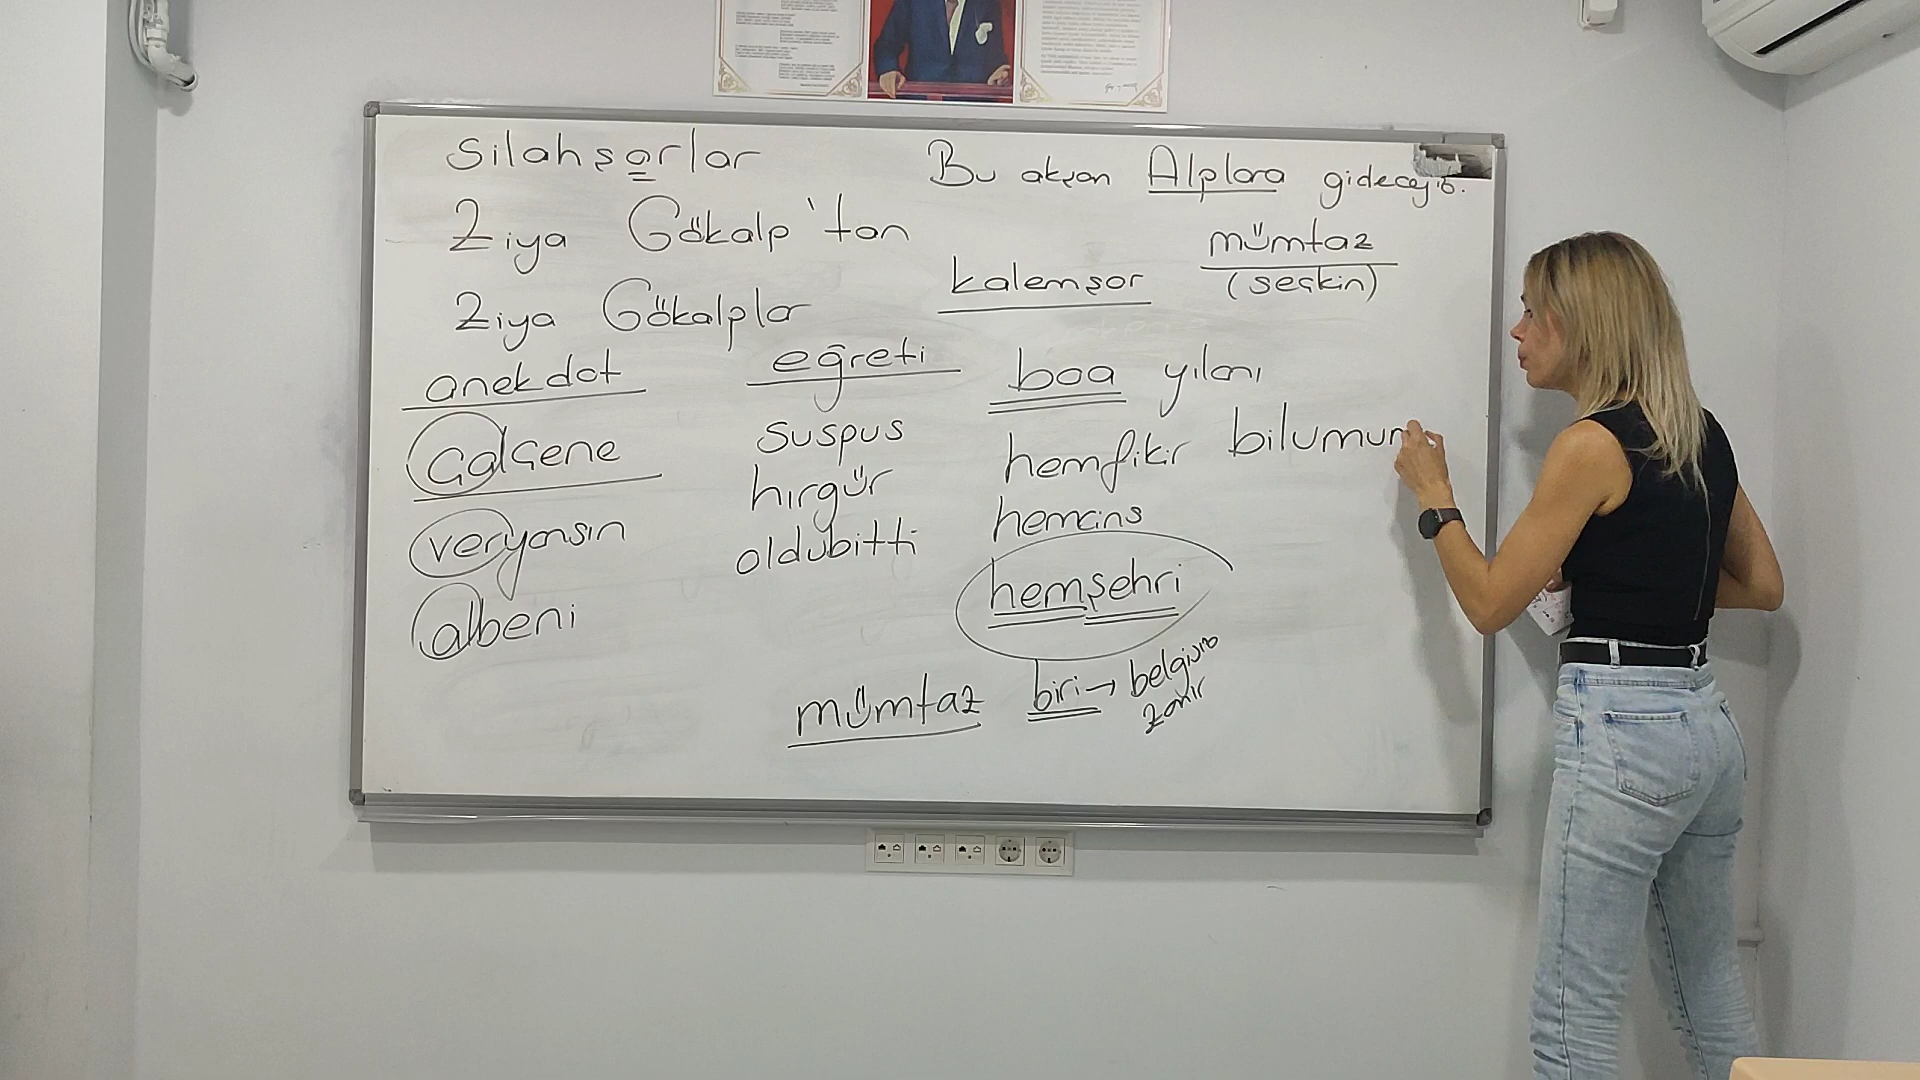 silahşorlar
Ziya Gökalp'tan
Ziya Gökalplar
anekdot
çalçene
veryansın
albeni
eğreti
suspus
hırgür
oldubitti
Bu akşam Alplara gideceğiz.
kalemşor
mümtaz
(seçkin)
boa yılanı
hemfikir
hemcins
hemşehri
bilumum
mümtaz biri → belgisiz
zamir